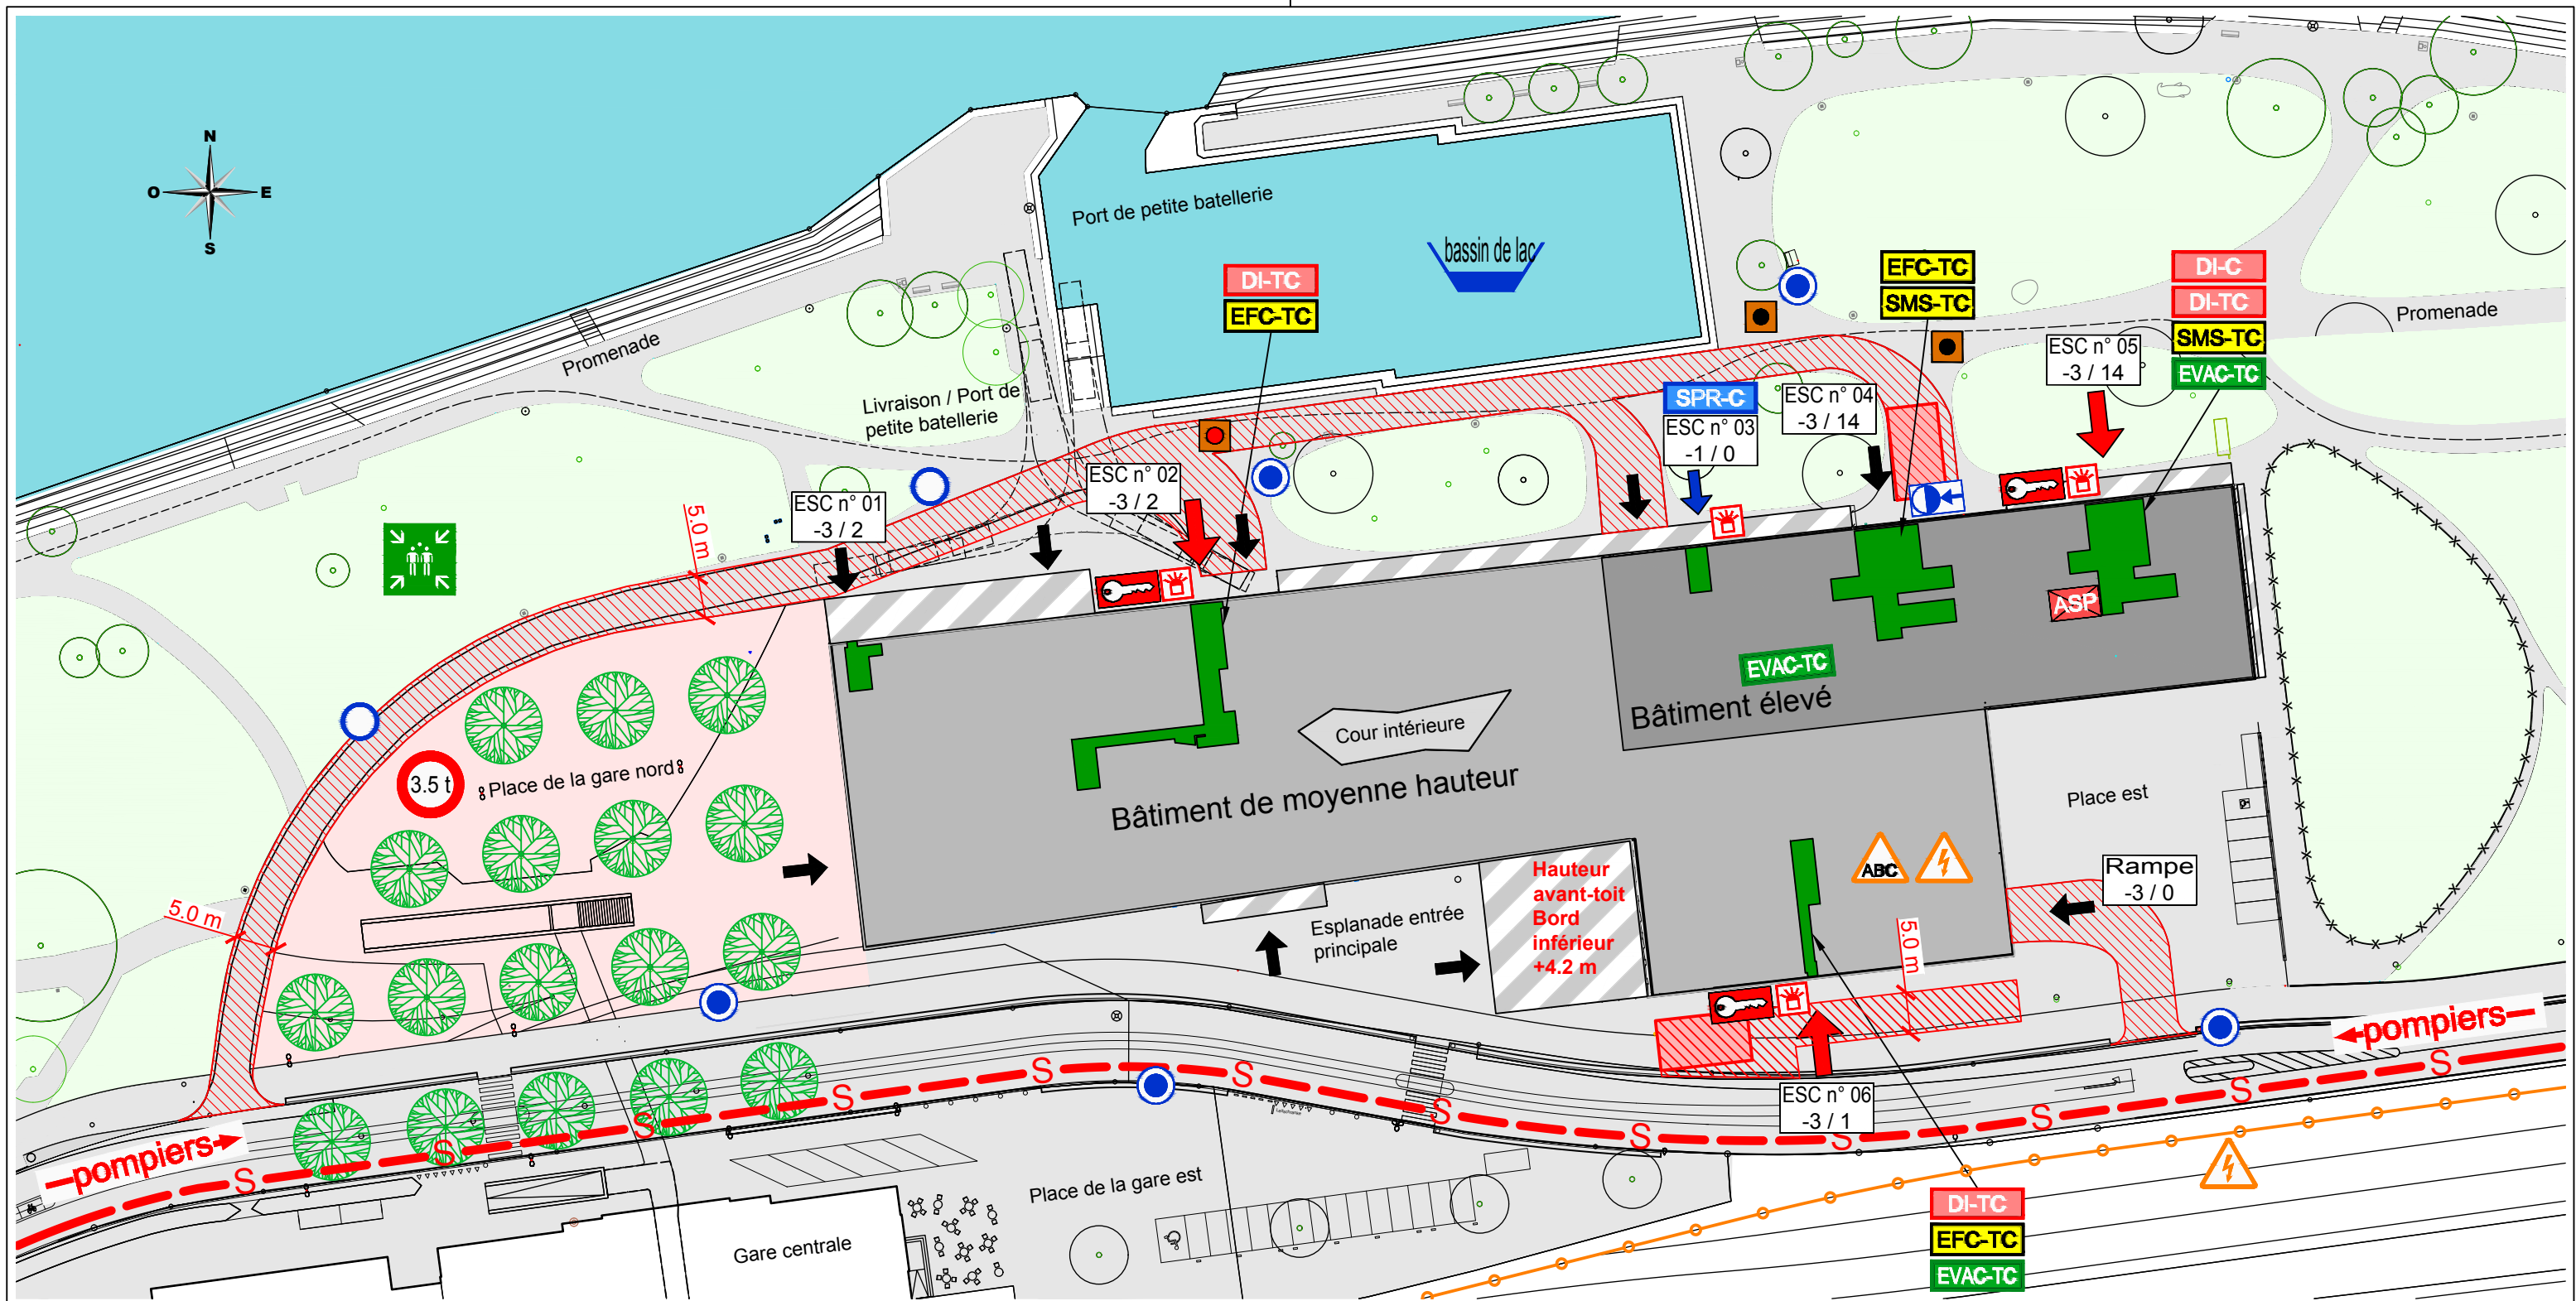 N
O
E
S
Port de petite batellerie
bassin de lac
DI-TC
EFC-TC
EFC-TC
SMS-TC
DI-C
DI-TC
SMS-TC
EVAC-TC
Promenade
Promenade
Livraison / Port de
petite batellerie
ESC n° 01
-3 / 2
ESC n° 02
-3 / 2
SPR-C
ESC n° 03
-1 / 0
ESC n° 04
-3 / 14
ESC n° 05
-3 / 14
5.0 m
ASP
EVAC-TC
Bâtiment élevé
Cour intérieure
Bâtiment de moyenne hauteur
3.5 t
Place de la gare nord
Place est
ABC
Rampe
-3 / 0
Hauteur
avant-toit
Bord
inférieur
+4.2 m
Esplanade entrée
principale
5.0 m
5.0 m
pompiers
pompiers
S
S
S
S
S
S
S
S
S
S
S
S
ESC n° 06
-3 / 1
Place de la gare est
Gare centrale
DI-TC
EFC-TC
EVAC-TC